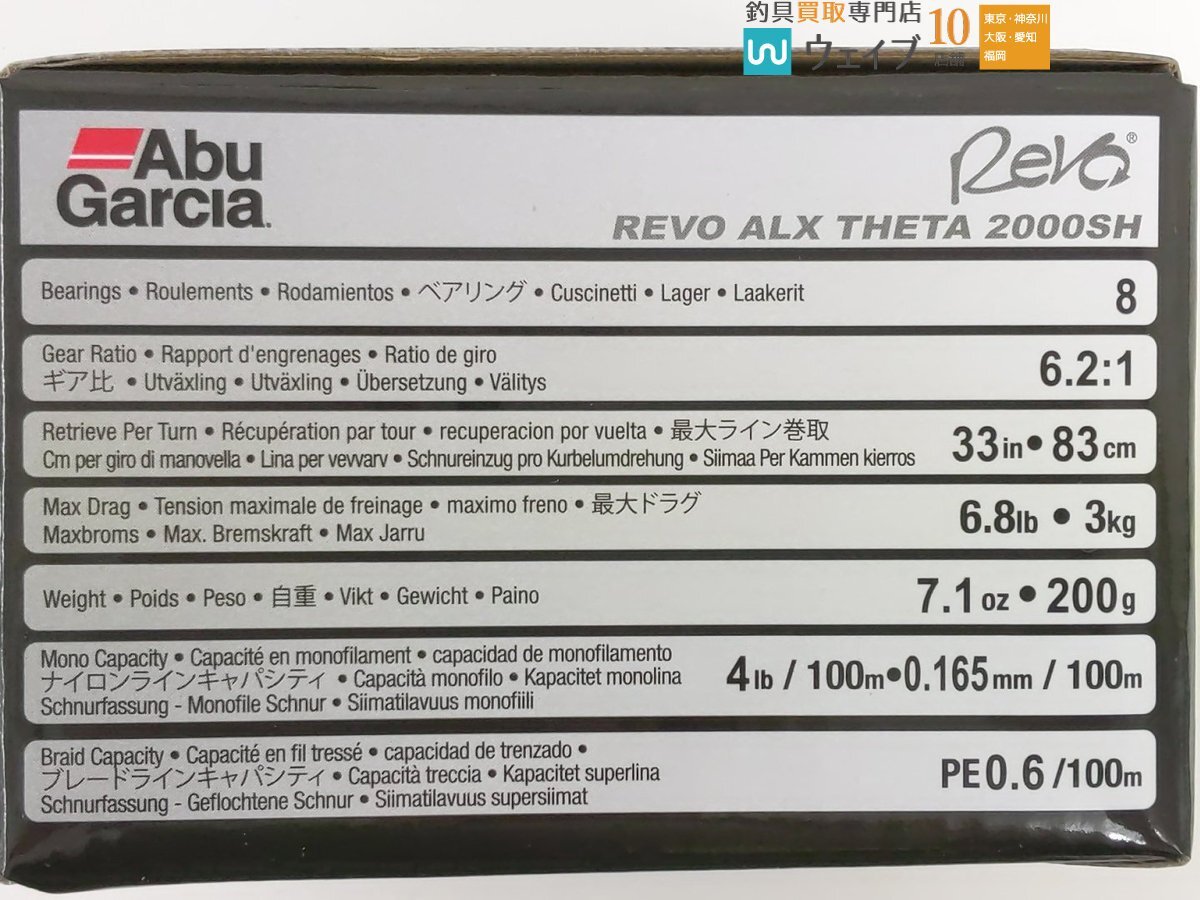 釣具買取専門店
ウェイブ 10店舗
東京・神奈川
大阪・愛知
福岡
Abu
Garcia
Revo®
REVO ALX THETA 2000SH
Bearings • Roulements • Rodamientos • ベアリング • Cuscinetti • Lager • Laakerit
8
Gear Ratio • Rapport d'engrenages • Ratio de giro
ギア比 • Utväxling • Utväxling • Übersetzung • Välitys
6.2:1
Retrieve Per Turn • Récupération par tour • recuperacion por vuelta • 最大ライン巻取
Cm per giro di manovella • Lina per vevvarv • Schnureinzug pro Kurbelumdrehung • Siimaa Per Kammen kierros
33in • 83cm
Max Drag • Tension maximale de freinage • maximo freno • 最大ドラグ
Maxbroms • Max. Bremskraft • Max Jarru
6.8lb • 3kg
Weight • Poids • Peso • 自重 • Vikt • Gewicht • Paino
7.1oz • 200g
Mono Capacity • Capacité en monofilament • capacidad de monofilamento
ナイロンラインキャパシティ • Capacità monofilo • Kapacitet monolina
Schnurfassung - Monofile Schnur • Siimatilavuus monofiili
4lb / 100m•0.165mm / 100m
Braid Capacity • Capacité en fil tressé • capacidad de trenzado •
ブレードラインキャパシティ • Capacità treccia • Kapacitet superlina
Schnurfassung - Geflochtene Schnur • Siimatilavuus supersiimat
PE0.6/100m